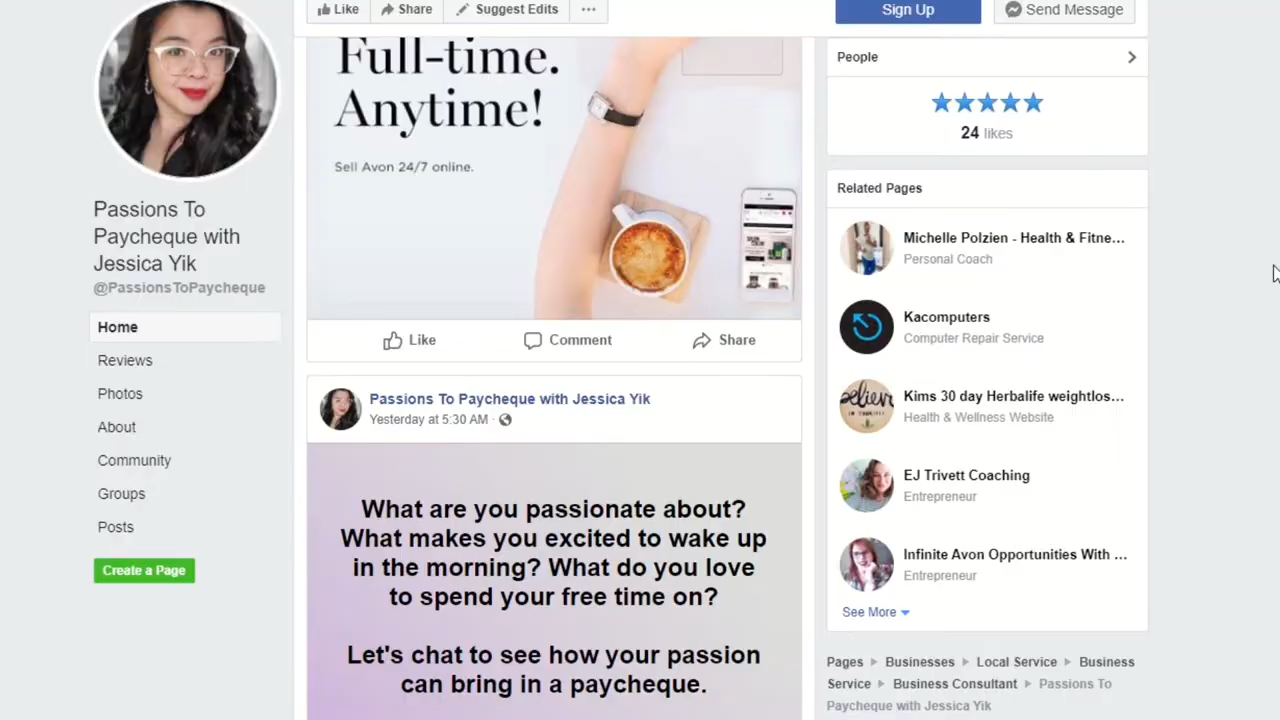 Like
Share
Suggest Edits
Sign Up
Send Message
Passions To
Paycheque with
Jessica Yik
@PassionsToPaycheque
Home
Reviews
Photos
About
Community
Groups
Posts
Create a Page
Full-time.
Anytime!
Sell Avon 24/7 online.
Like
Comment
Share
Passions To Paycheque with Jessica Yik
Yesterday at 5:30 AM ·
What are you passionate about?
What makes you excited to wake up
in the morning? What do you love
to spend your free time on?
Let's chat to see how your passion
can bring in a paycheque.
People
24 likes
Related Pages
Michelle Polzien - Health & Fitne...
Personal Coach
Kacomputers
Computer Repair Service
Kims 30 day Herbalife weightlos...
Health & Wellness Website
EJ Trivett Coaching
Entrepreneur
Infinite Avon Opportunities With ...
Entrepreneur
See More
Pages Businesses Local Service Business
Service Business Consultant Passions To
Paycheque with Jessica Yik